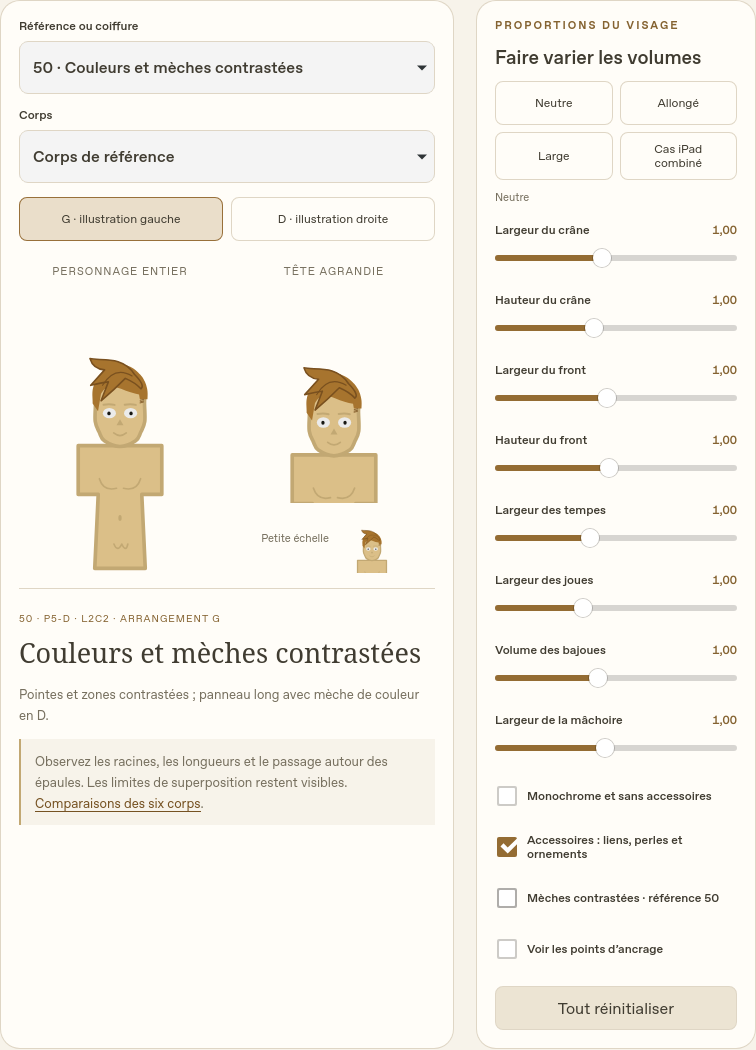 Référence ou coiffure
50 · Couleurs et mèches contrastées
Corps
Corps de référence
G · illustration gauche
D · illustration droite
PERSONNAGE ENTIER
TÊTE AGRANDIE
Petite échelle
50 · P5-D · L2C2 · ARRANGEMENT G
Couleurs et mèches contrastées
Pointes et zones contrastées ; panneau long avec mèche de couleur
en D.
Observez les racines, les longueurs et le passage autour des
épaules. Les limites de superposition restent visibles.
Comparaisons des six corps.
PROPORTIONS DU VISAGE
Faire varier les volumes
Neutre
Allongé
Large
Cas iPad
combiné
Neutre
Largeur du crâne 1,00
Hauteur du crâne 1,00
Largeur du front 1,00
Hauteur du front 1,00
Largeur des tempes 1,00
Largeur des joues 1,00
Volume des bajoues 1,00
Largeur de la mâchoire 1,00
Monochrome et sans accessoires
Accessoires : liens, perles et
ornements
Mèches contrastées · référence 50
Voir les points d’ancrage
Tout réinitialiser